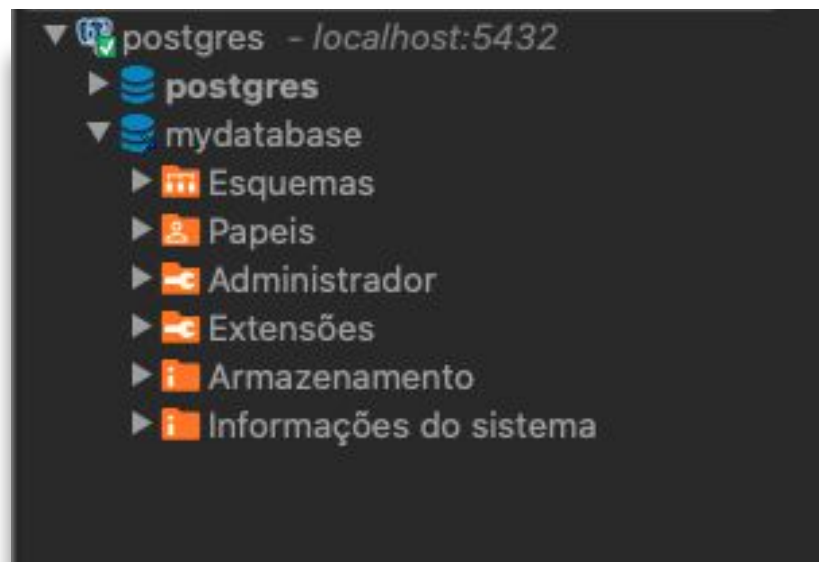 postgres - localhost:5432
postgres
mydatabase
Esquemas
Papeis
Administrador
Extensões
Armazenamento
Informações do sistema